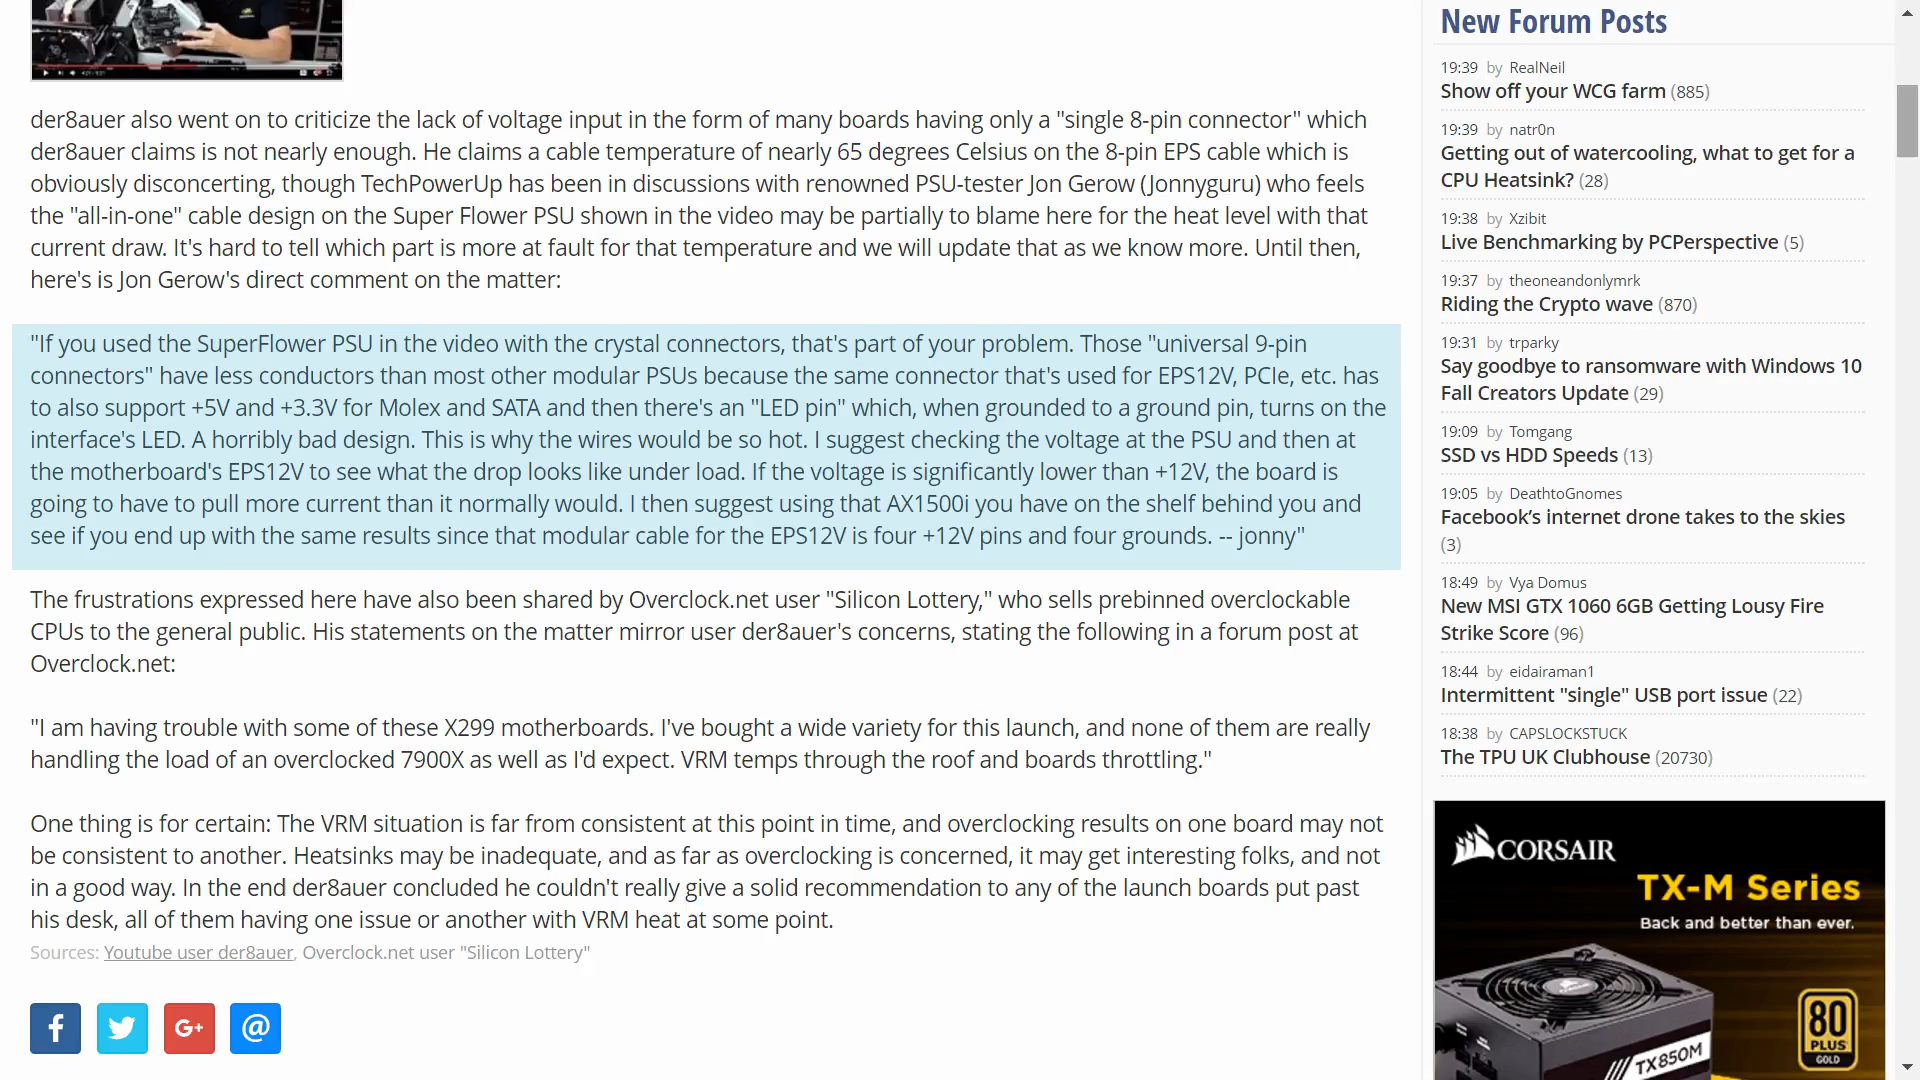 der8auer also went on to criticize the lack of voltage input in the form of many boards having only a "single 8-pin connector" which
der8auer claims is not nearly enough. He claims a cable temperature of nearly 65 degrees Celsius on the 8-pin EPS cable which is
obviously disconcerting, though TechPowerUp has been in discussions with renowned PSU-tester Jon Gerow (Jonnyguru) who feels
the "all-in-one" cable design on the Super Flower PSU shown in the video may be partially to blame here for the heat level with that
current draw. It's hard to tell which part is more at fault for that temperature and we will update that as we know more. Until then,
here's is Jon Gerow's direct comment on the matter:
"If you used the SuperFlower PSU in the video with the crystal connectors, that's part of your problem. Those "universal 9-pin
connectors" have less conductors than most other modular PSUs because the same connector that's used for EPS12V, PCIe, etc. has
to also support +5V and +3.3V for Molex and SATA and then there's an "LED pin" which, when grounded to a ground pin, turns on the
interface's LED. A horribly bad design. This is why the wires would be so hot. I suggest checking the voltage at the PSU and then at
the motherboard's EPS12V to see what the drop looks like under load. If the voltage is significantly lower than +12V, the board is
going to have to pull more current than it normally would. I then suggest using that AX1500i you have on the shelf behind you and
see if you end up with the same results since that modular cable for the EPS12V is four +12V pins and four grounds. -- jonny"
The frustrations expressed here have also been shared by Overclock.net user "Silicon Lottery," who sells prebinned overclockable
CPUs to the general public. His statements on the matter mirror user der8auer's concerns, stating the following in a forum post at
Overclock.net:
"I am having trouble with some of these X299 motherboards. I've bought a wide variety for this launch, and none of them are really
handling the load of an overclocked 7900X as well as I'd expect. VRM temps through the roof and boards throttling."
One thing is for certain: The VRM situation is far from consistent at this point in time, and overclocking results on one board may not
be consistent to another. Heatsinks may be inadequate, and as far as overclocking is concerned, it may get interesting folks, and not
in a good way. In the end der8auer concluded he couldn't really give a solid recommendation to any of the launch boards put past
his desk, all of them having one issue or another with VRM heat at some point.
Sources: Youtube user der8auer, Overclock.net user "Silicon Lottery"
f
G+
@
New Forum Posts
19:39 by RealNeil
Show off your WCG farm (885)
19:39 by natr0n
Getting out of watercooling, what to get for a
CPU Heatsink? (28)
19:38 by Xzibit
Live Benchmarking by PCPerspective (5)
19:37 by theoneandonlymrk
Riding the Crypto wave (870)
19:31 by trparky
Say goodbye to ransomware with Windows 10
Fall Creators Update (29)
19:09 by Tomgang
SSD vs HDD Speeds (13)
19:05 by DeathtoGnomes
Facebook’s internet drone takes to the skies
(3)
18:49 by Vya Domus
New MSI GTX 1060 6GB Getting Lousy Fire
Strike Score (96)
18:44 by eidairaman1
Intermittent "single" USB port issue (22)
18:38 by CAPSLOCKSTUCK
The TPU UK Clubhouse (20730)
CORSAIR
TX-M Series
Back and better than ever.
80
PLUS
GOLD
TX850M